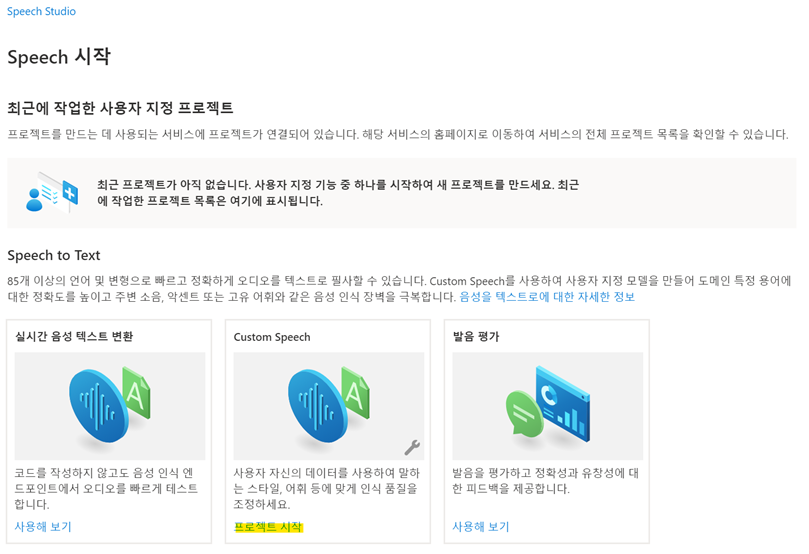 Speech Studio
Speech 시작
최근에 작업한 사용자 지정 프로젝트
프로젝트를 만드는 데 사용되는 서비스에 프로젝트가 연결되어 있습니다. 해당 서비스의 홈페이지로 이동하여 서비스의 전체 프로젝트 목록을 확인할 수 있습니다.
최근 프로젝트가 아직 없습니다. 사용자 지정 기능 중 하나를 시작하여 새 프로젝트를 만드세요. 최근
에 작업한 프로젝트 목록은 여기에 표시됩니다.
Speech to Text
85개 이상의 언어 및 변형으로 빠르고 정확하게 오디오를 텍스트로 필사할 수 있습니다. Custom Speech를 사용하여 사용자 지정 모델을 만들어 도메인 특정 용어에
대한 정확도를 높이고 주변 소음, 악센트 또는 고유 어휘와 같은 음성 인식 장벽을 극복합니다. 음성을 텍스트로에 대한 자세한 정보
실시간 음성 텍스트 변환
A
코드를 작성하지 않고도 음성 인식 엔
드포인트에서 오디오를 빠르게 테스트
합니다.
사용해 보기
Custom Speech
A
사용자 자신의 데이터를 사용하여 말하
는 스타일, 어휘 등에 맞게 인식 품질을
조정하세요.
프로젝트 시작
발음 평가
발음을 평가하고 정확성과 유창성에 대
한 피드백을 제공합니다.
사용해 보기